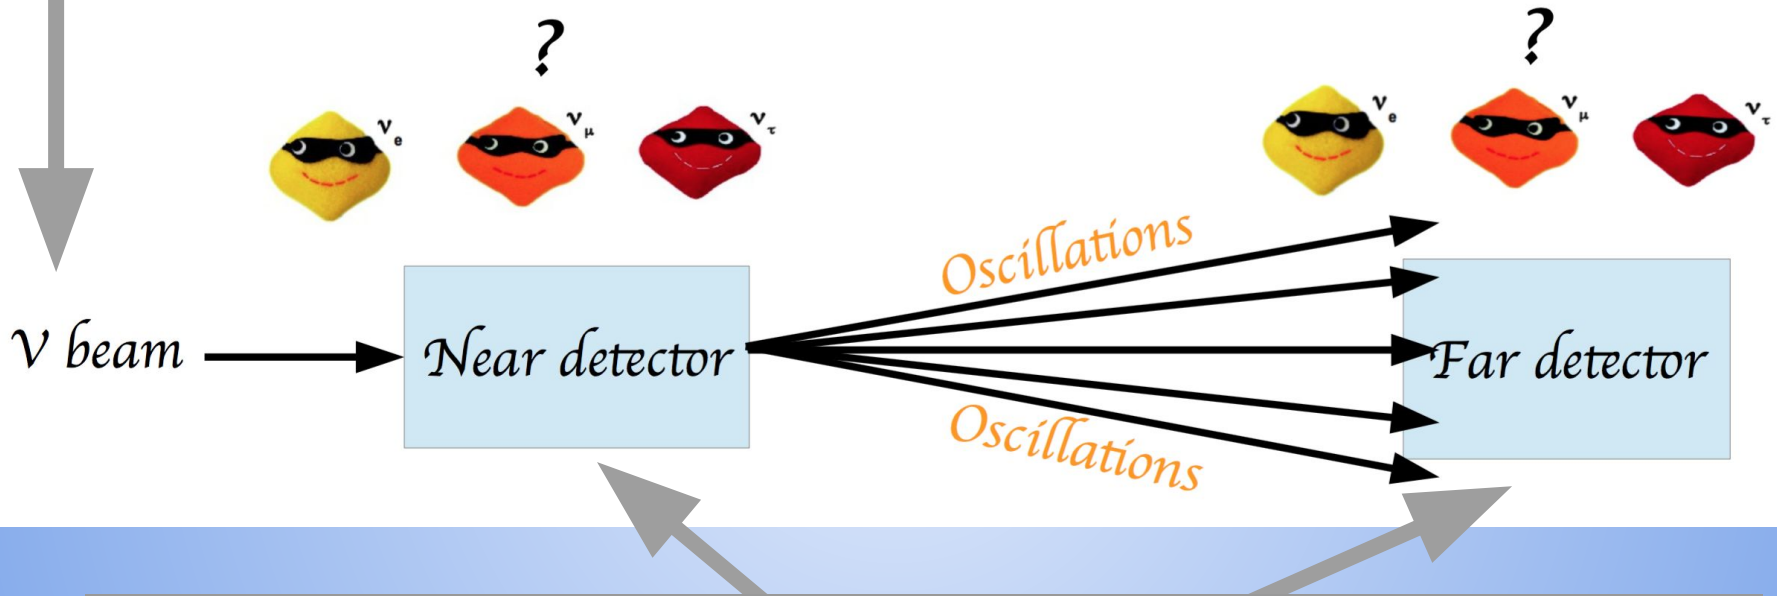 ? ?
νe νμ ντ νe νμ ντ
Oscillations
ν beam Near detector Far detector
Oscillations